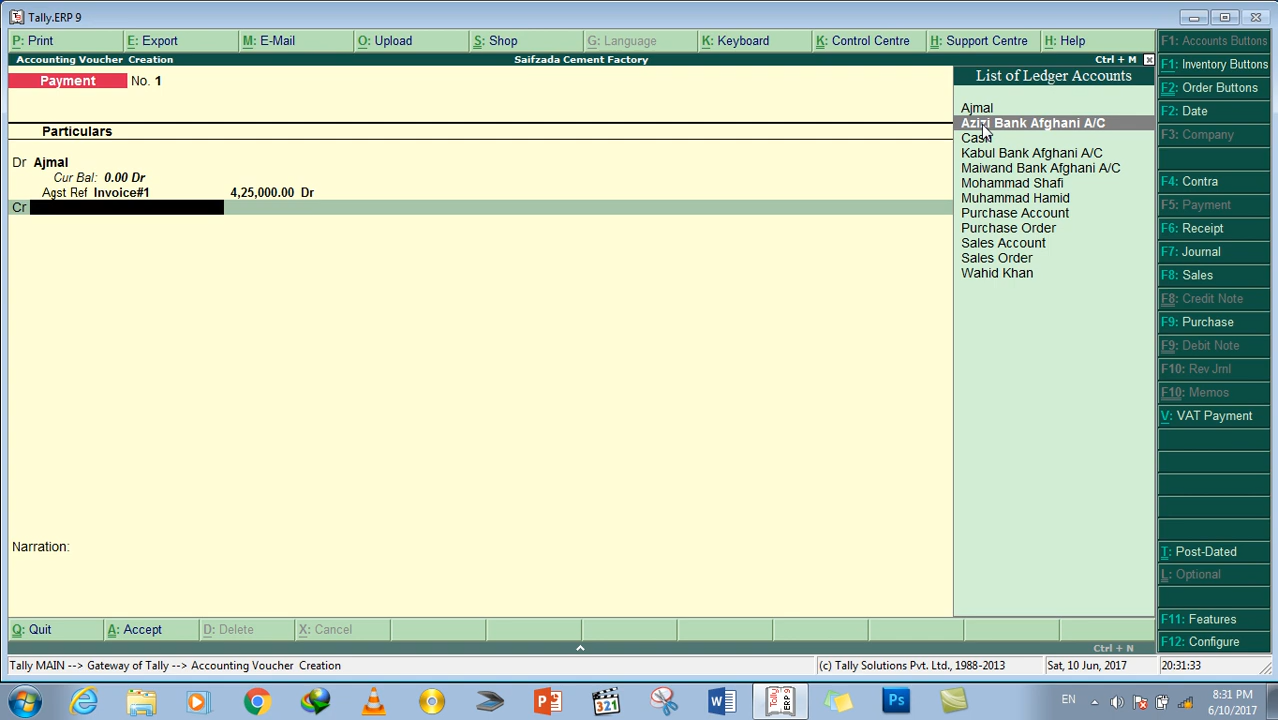 Tally.ERP 9
P: Print
E: Export
M: E-Mail
O: Upload
S: Shop
G: Language
K: Keyboard
K: Control Centre
H: Support Centre
H: Help
Accounting Voucher Creation
Saifzada Cement Factory
Ctrl + M
Payment No. 1
Particulars
Dr Ajmal
Cur Bal: 0.00 Dr
Agst Ref Invoice#1 4,25,000.00 Dr
Cr
Narration:
List of Ledger Accounts
Ajmal
Azizi Bank Afghani A/C
Cash
Kabul Bank Afghani A/C
Maiwand Bank Afghani A/C
Mohammad Shafi
Muhammad Hamid
Purchase Account
Purchase Order
Sales Account
Sales Order
Wahid Khan
F1: Accounts Buttons
F1: Inventory Buttons
F2: Order Buttons
F2: Date
F3: Company
F4: Contra
F5: Payment
F6: Receipt
F7: Journal
F8: Sales
F8: Credit Note
F9: Purchase
F9: Debit Note
F10: Rev Jrnl
F10: Memos
V: VAT Payment
T: Post-Dated
L: Optional
F11: Features
F12: Configure
Q: Quit
A: Accept
D: Delete
X: Cancel
Ctrl + N
Tally MAIN --> Gateway of Tally --> Accounting Voucher Creation
(c) Tally Solutions Pvt. Ltd., 1988-2013
Sat, 10 Jun, 2017
20:31:33
321
W
Tally ERP 9
Ps
EN
8:31 PM
6/10/2017